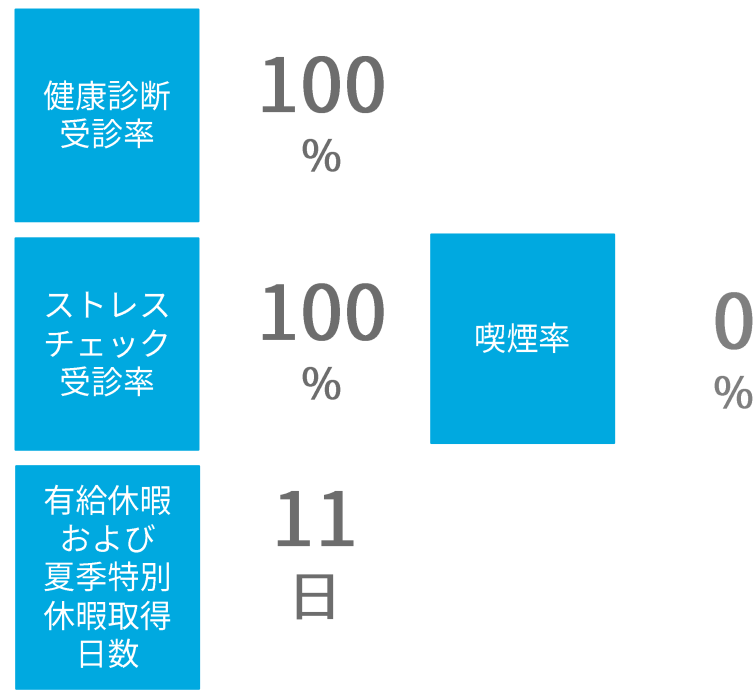 健康診断
受診率
100
%
ストレス
チェック
受診率
100
%
喫煙率
0
%
有給休暇
および
夏季特別
休暇取得
日数
11
日